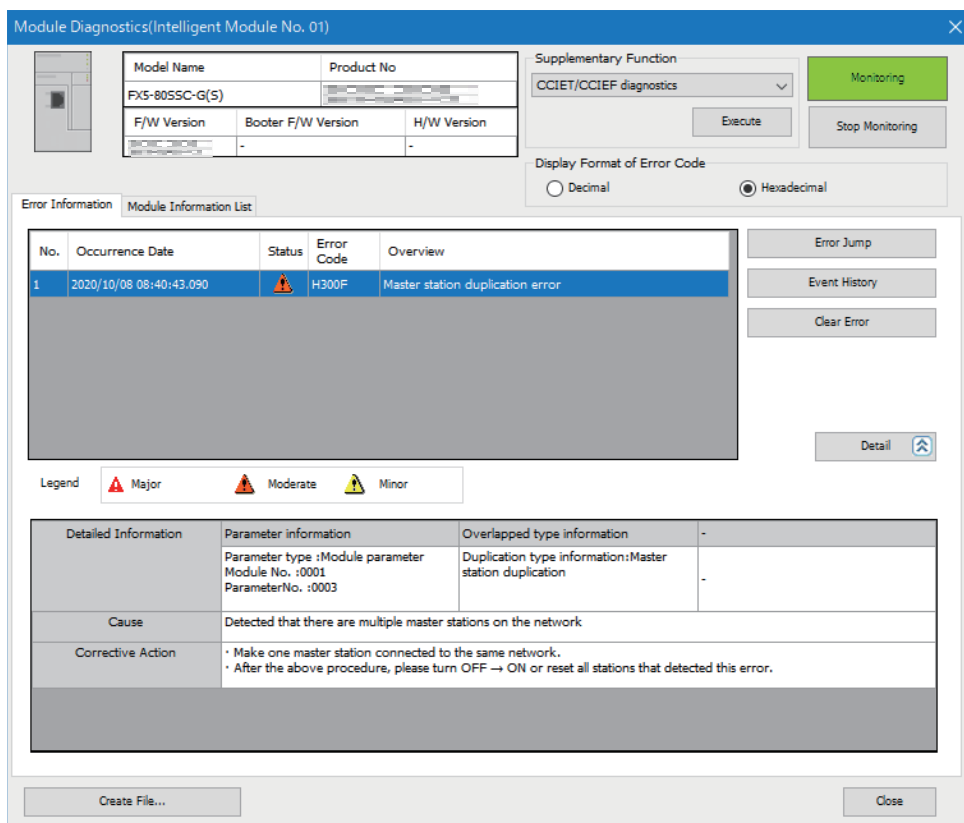 Module Diagnostics(Intelligent Module No. 01)
Model Name Product No
FX5-80SSC-G(S)
F/W Version Booter F/W Version H/W Version
- -
Supplementary Function
CCIET/CCIEF diagnostics
Execute
Monitoring
Stop Monitoring
Display Format of Error Code
Decimal Hexadecimal
Error Information Module Information List
No. Occurrence Date Status Error Code Overview
1 2020/10/08 08:40:43.090 H300F Master station duplication error
Error Jump
Event History
Clear Error
Detail
Legend Major Moderate Minor
Detailed Information Parameter information Overlapped type information -
Parameter type :Module parameter
Module No. :0001
ParameterNo. :0003
Duplication type information:Master
station duplication
-
Cause Detected that there are multiple master stations on the network
Corrective Action ・Make one master station connected to the same network.
・After the above procedure, please turn OFF → ON or reset all stations that detected this error.
Create File... Close